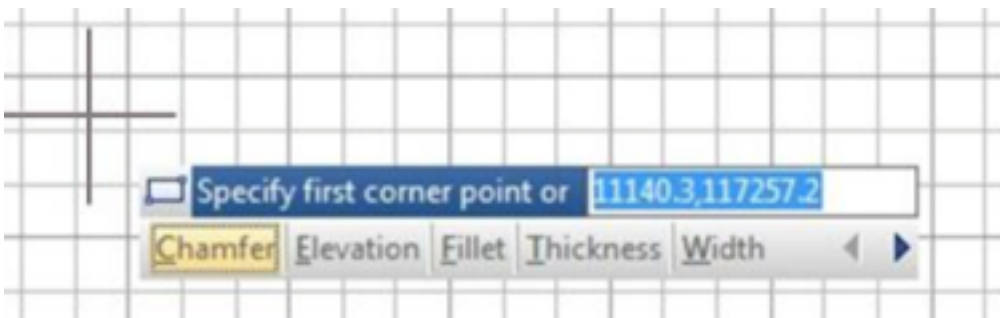 Specify first corner point or 11140.3,117257.2
Chamfer Elevation Fillet Thickness Width